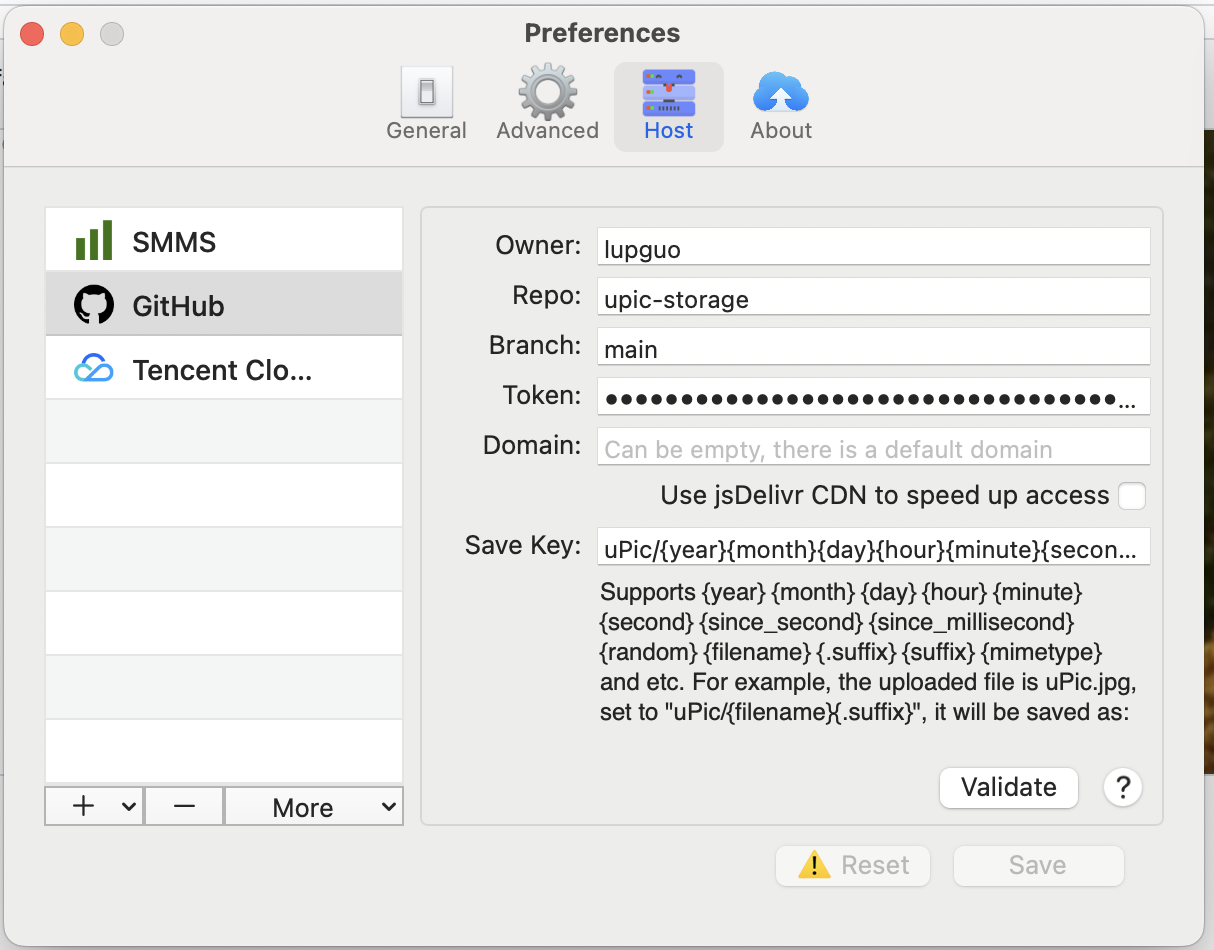 Preferences
General
Advanced
Host
About
SMMS
GitHub
Tencent Clo...
Owner: lupguo
Repo: upic-storage
Branch: main
Token: ●●●●●●●●●●●●●●●●●●●●●●●●●●●●●●●●●●...
Domain: Can be empty, there is a default domain
Use jsDelivr CDN to speed up access
Save Key: uPic/{year}{month}{day}{hour}{minute}{secon...
Supports {year} {month} {day} {hour} {minute}
{second} {since_second} {since_millisecond}
{random} {filename} {.suffix} {suffix} {mimetype}
and etc. For example, the uploaded file is uPic.jpg,
set to "uPic/{filename}{.suffix}", it will be saved as:
Validate
?
+
−
More
Reset
Save